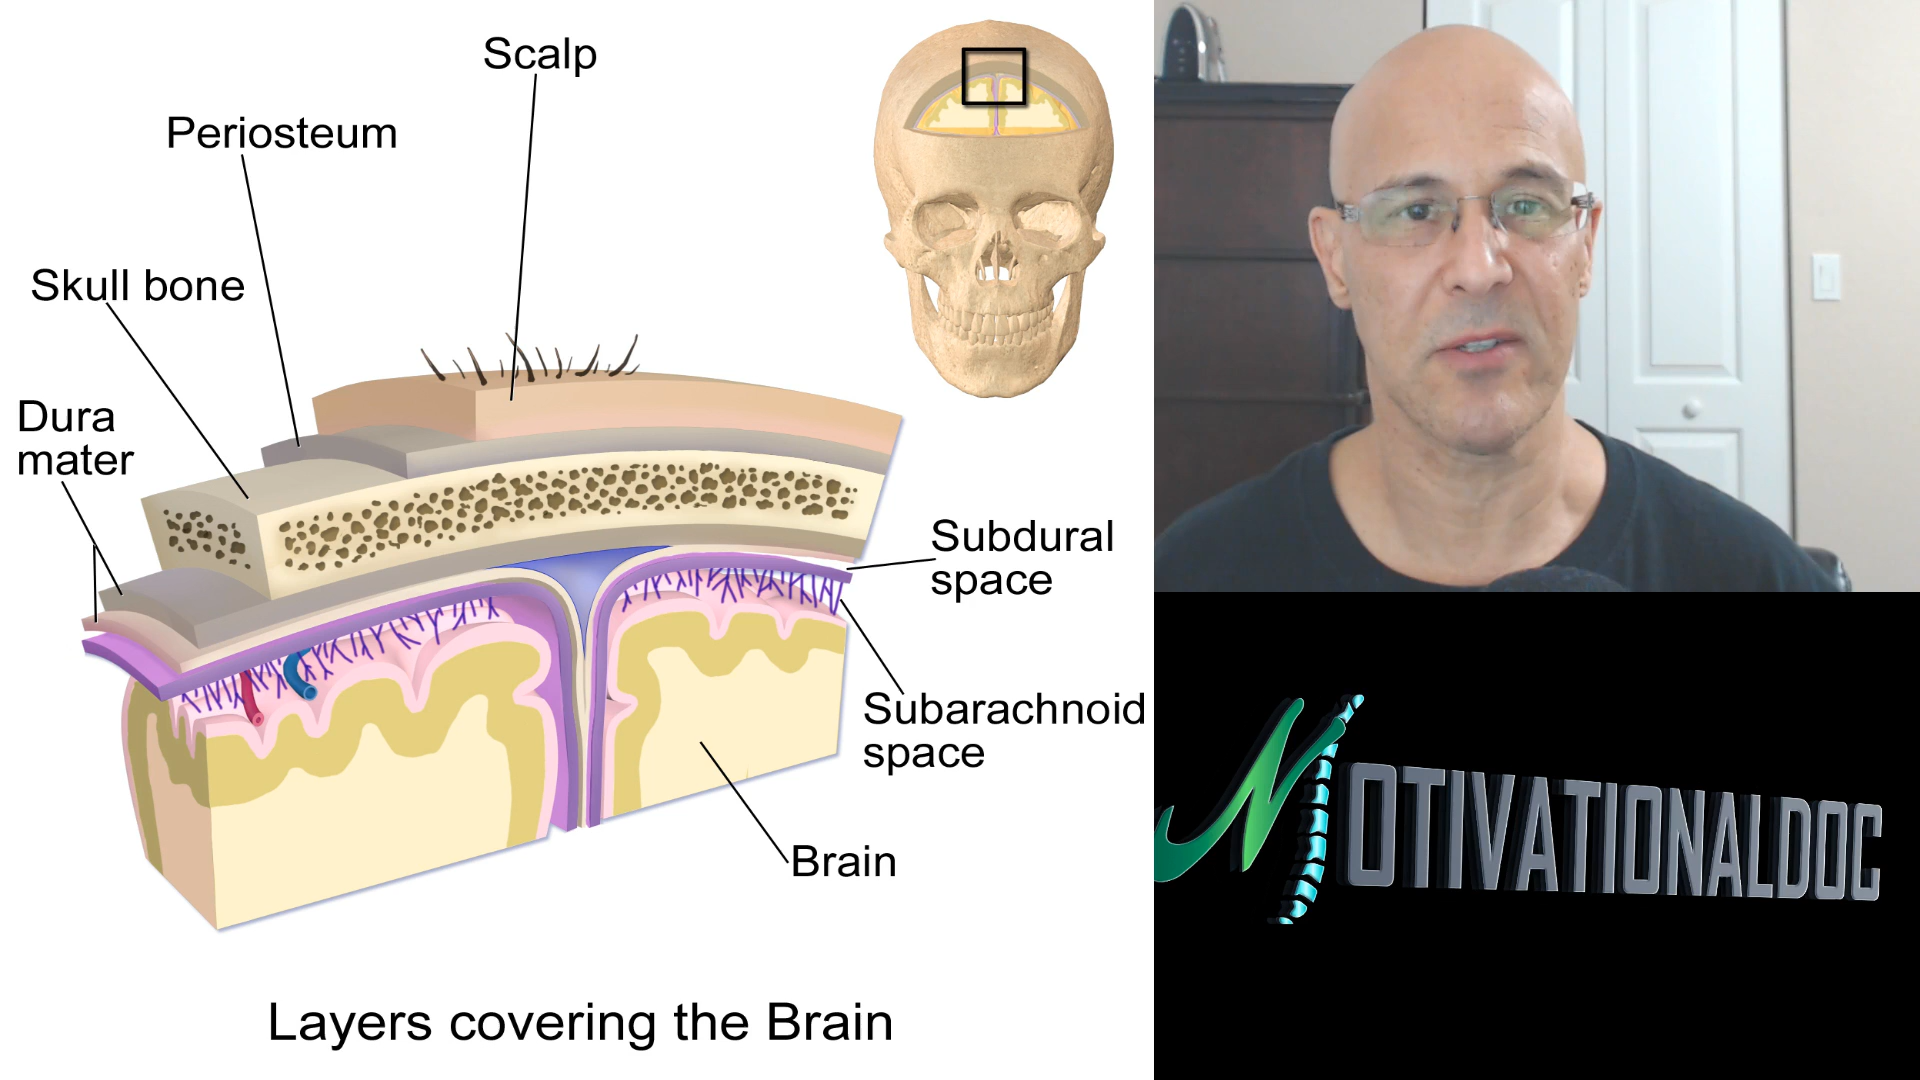 Scalp
Periosteum
Skull bone
Dura
mater
Subdural
space
Subarachnoid
space
Brain
Layers covering the Brain
MOTIVATIONALDOC